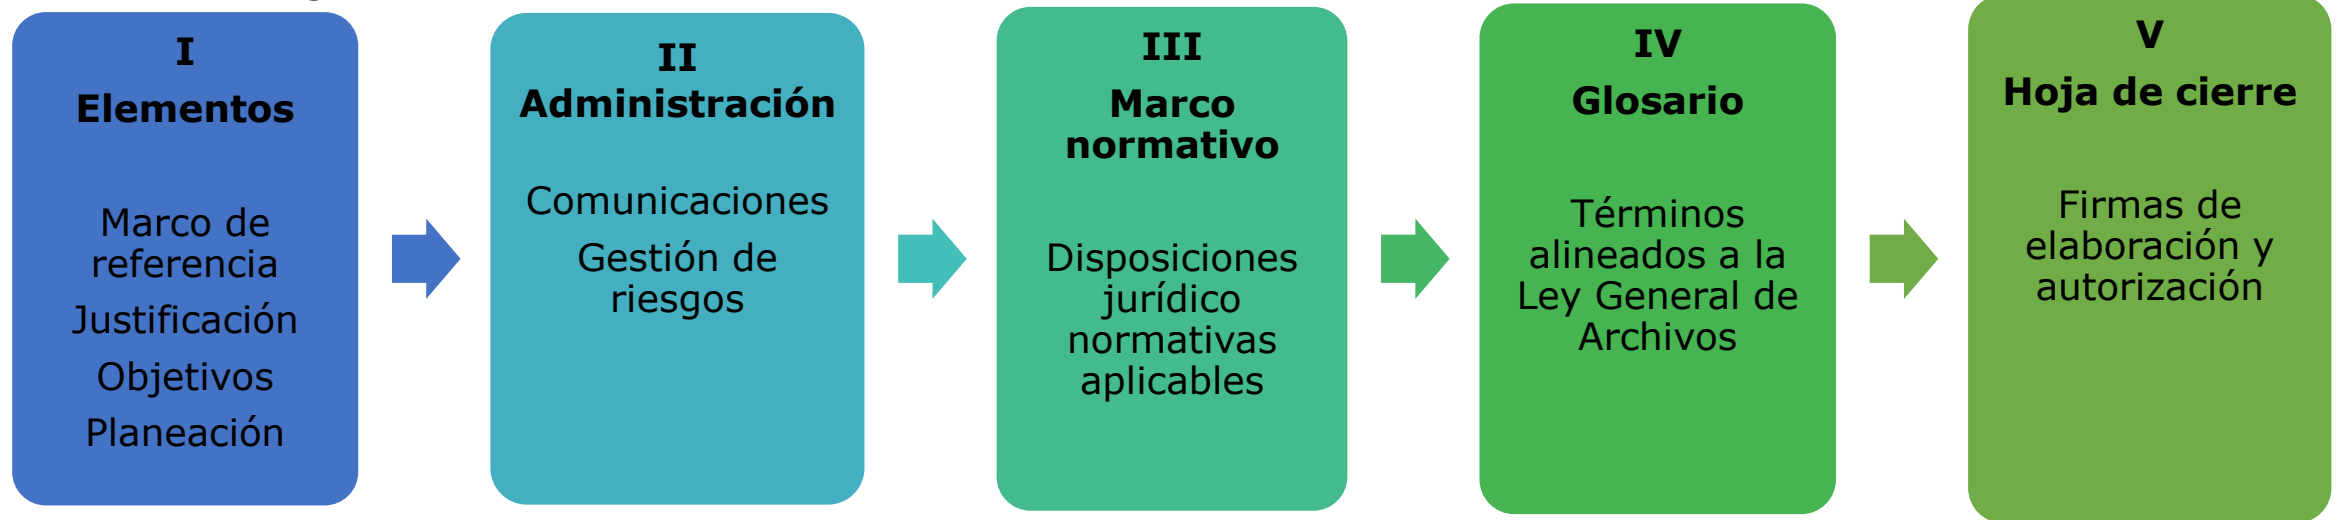 I
Elementos
Marco de
referencia
Justificación
Objetivos
Planeación
II
Administración
Comunicaciones
Gestión de
riesgos
III
Marco
normativo
Disposiciones
jurídico
normativas
aplicables
IV
Glosario
Términos
alineados a la
Ley General de
Archivos
V
Hoja de cierre
Firmas de
elaboración y
autorización